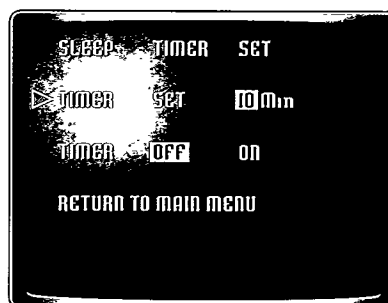 SLEEP TIMER SET
TIMER SET 10 Min
TIMER OFF ON
RETURN TO MAIN MENU